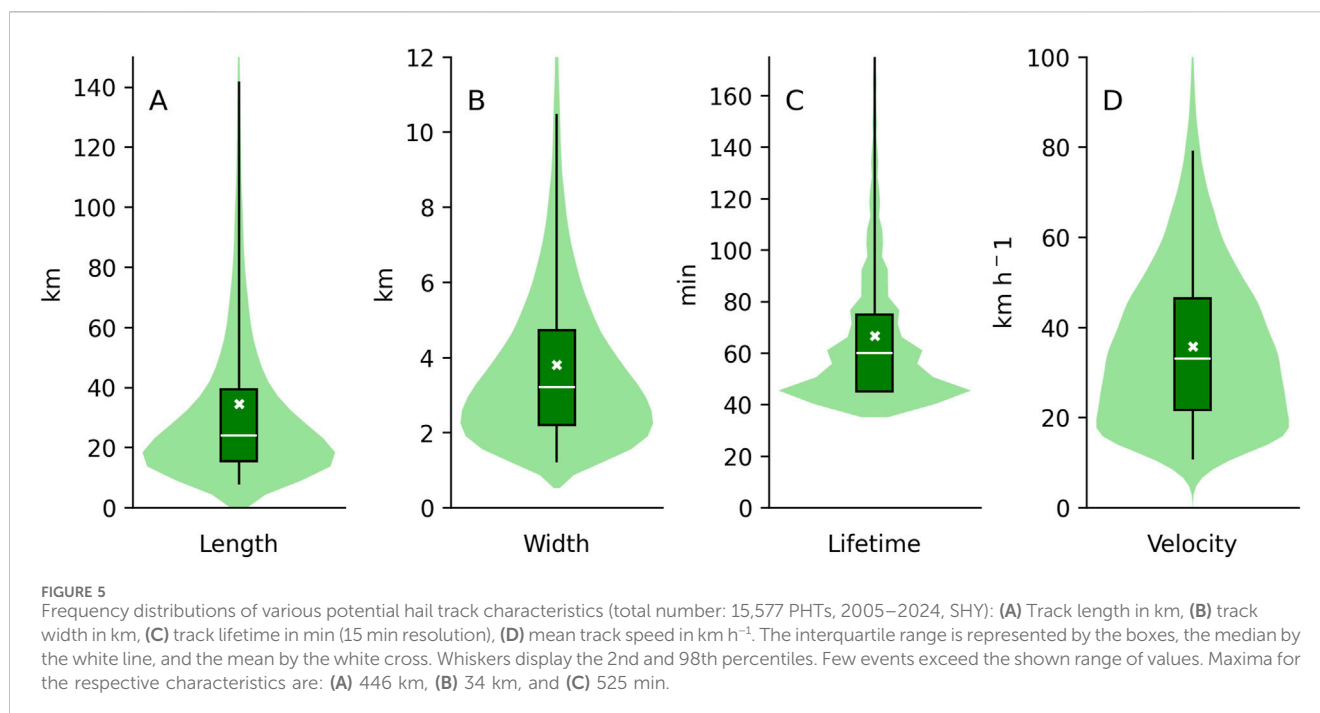 A
km
140
120
100
80
60
40
20
0
Length
B
km
12
10
8
6
4
2
0
Width
C
min
160
140
120
100
80
60
40
20
0
Lifetime
D
km h⁻¹
100
80
60
40
20
0
Velocity
FIGURE 5
Frequency distributions of various potential hail track characteristics (total number: 15,577 PHTs, 2005–2024, SHY): (A) Track length in km, (B) track
width in km, (C) track lifetime in min (15 min resolution), (D) mean track speed in km h⁻¹. The interquartile range is represented by the boxes, the median by
the white line, and the mean by the white cross. Whiskers display the 2nd and 98th percentiles. Few events exceed the shown range of values. Maxima for
the respective characteristics are: (A) 446 km, (B) 34 km, and (C) 525 min.